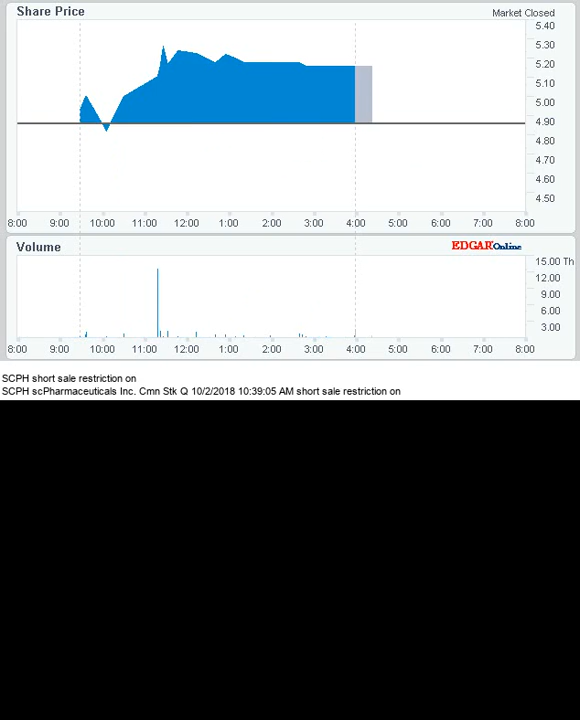 Share Price
Market Closed
5.40
5.30
5.20
5.10
5.00
4.90
4.80
4.70
4.60
4.50
8:00 9:00 10:00 11:00 12:00 1:00 2:00 3:00 4:00 5:00 6:00 7:00 8:00
Volume
EDGAR Online
15.00 Th
12.00
9.00
6.00
3.00
8:00 9:00 10:00 11:00 12:00 1:00 2:00 3:00 4:00 5:00 6:00 7:00 8:00
SCPH short sale restriction on
SCPH scPharmaceuticals Inc. Cmn Stk Q 10/2/2018 10:39:05 AM short sale restriction on